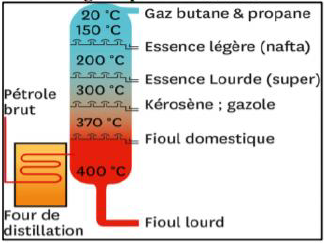 20 °C
Gaz butane & propane
150 °C
Essence légère (nafta)
200 °C
Essence Lourde (super)
300 °C
Kérosène ; gazole
370 °C
Fioul domestique
400 °C
Fioul lourd
Pétrole
brut
Four de
distillation